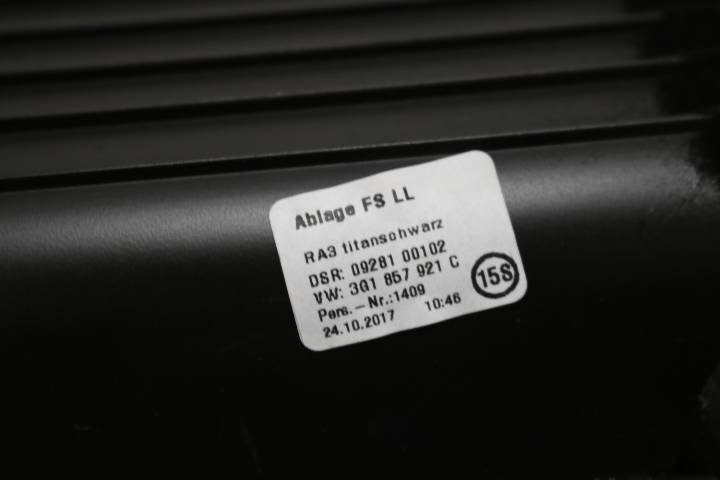 Ablage FS LL
RA3 titanschwarz
DSR: 09281 00102
VW: 3G1 857 921 C
Pers.-Nr.:1409
24.10.2017 10:46
15S